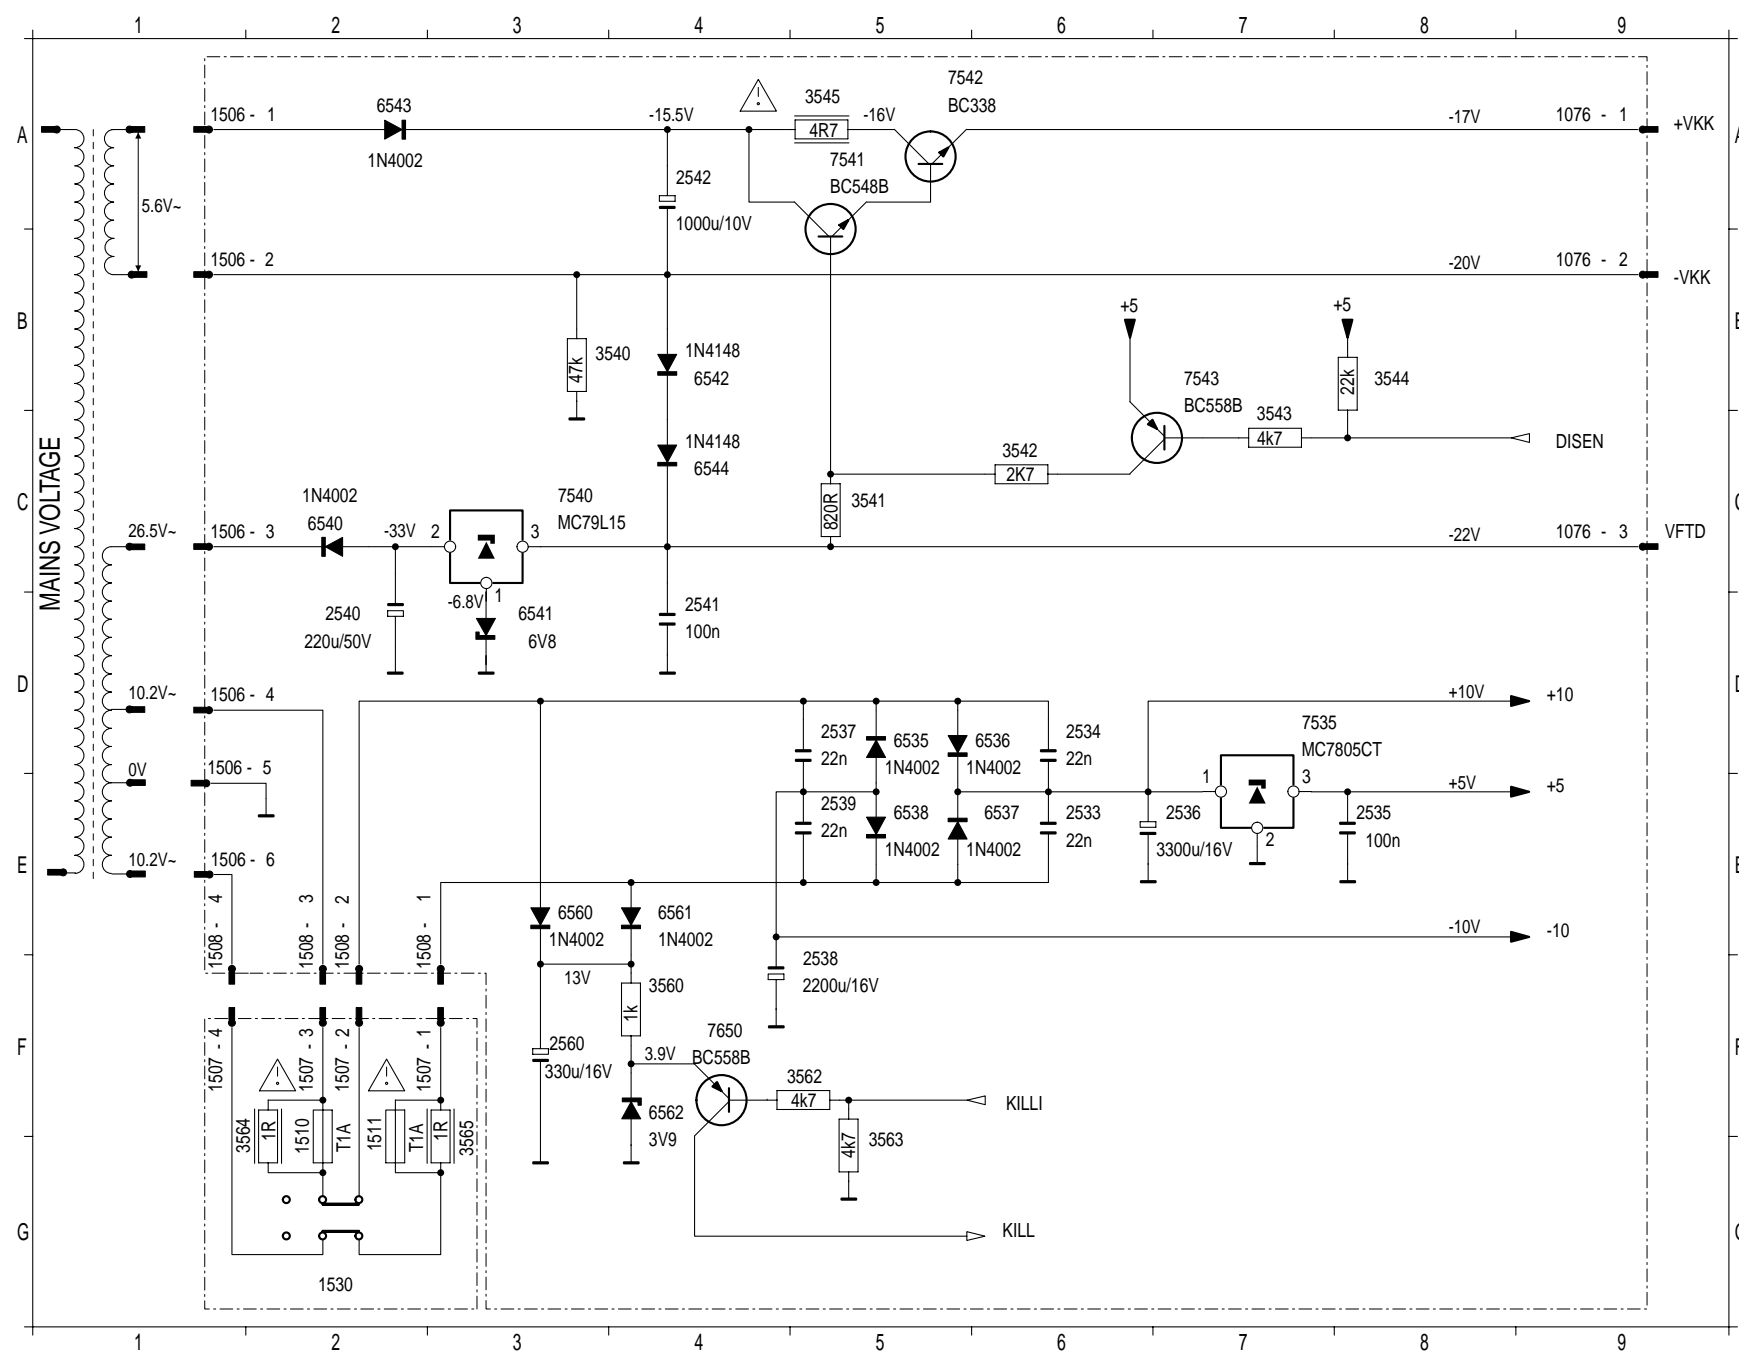 1 2 3 4 5 6 7 8 9
7542
BC338
6543
3545
1506 - 1
-15.5V
-16V
-17V
1076 - 1
+VKK
A
4R7
1N4002
7541
BC548B
2542
1000u/10V
5.6V~
1506 - 2
-20V
1076 - 2
-VKK
B
+5
+5
3540
47k
1N4148
6542
7543
BC558B
22k
3544
3543
4k7
DISEN
1N4148
6544
3542
2K7
MAINS VOLTAGE
C
1N4002
6540
7540
MC79L15
820R
3541
26.5V~
1506 - 3
-33V
2
3
-22V
1076 - 3
VFTD
-6.8V
1
2540
220u/50V
6541
6V8
2541
100n
D
10.2V~
1506 - 4
+10V
+10
2537
22n
6535
1N4002
6536
1N4002
2534
22n
7535
MC7805CT
0V
1506 - 5
1
3
+5V
+5
2539
22n
6538
1N4002
6537
1N4002
2533
22n
2536
3300u/16V
2
2535
100n
E
10.2V~
1506 - 6
1508 - 4
1508 - 3
1508 - 2
1508 - 1
6560
1N4002
6561
1N4002
-10V
-10
13V
3560
1k
2538
2200u/16V
F
1507 - 4
1507 - 3
1507 - 2
1507 - 1
2560
330u/16V
3.9V
7650
BC558B
3562
4k7
KILLI
3564
1R
1510
T1A
1511
T1A
1R
3565
6562
3V9
4k7
3563
G
KILL
1530
1 2 3 4 5 6 7 8 9